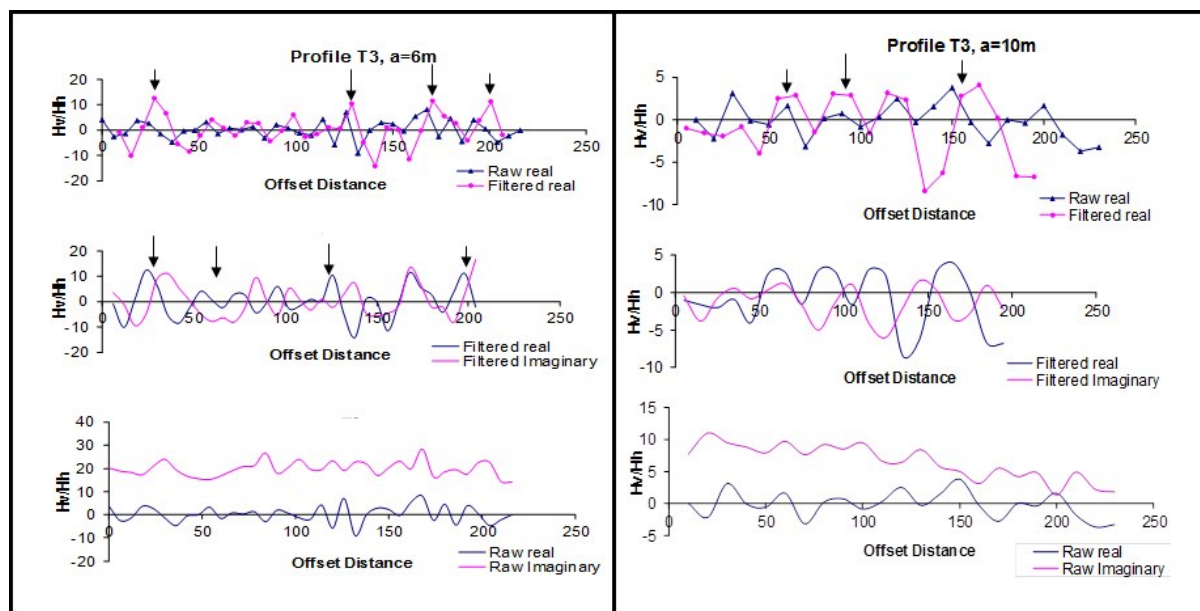 Profile T3, a=6m
Hv/Hh
20
10
0
-10
-20
0 50 100 150 200 250
Offset Distance
Raw real
Filtered real
Hv/Hh
20
10
0
-10
-20
0 50 100 150 200 250
Offset Distance
Filtered real
Filtered Imaginary
Hv/Hh
40
30
20
10
0
-10
-20
0 50 100 150 200 250
Offset Distance
Raw real
Raw Imaginary
Profile T3, a=10m
Hv/Hh
5
0
-5
-10
0 50 100 150 200 250
Offset Distance
Raw real
Filtered real
Hv/Hh
5
0
-5
-10
0 50 100 150 200 250
Offset Distance
Filtered real
Filtered Imaginary
Hv/Hh
15
10
5
0
-5
0 50 100 150 200 250
Offset Distance
Raw real
Raw Imaginary